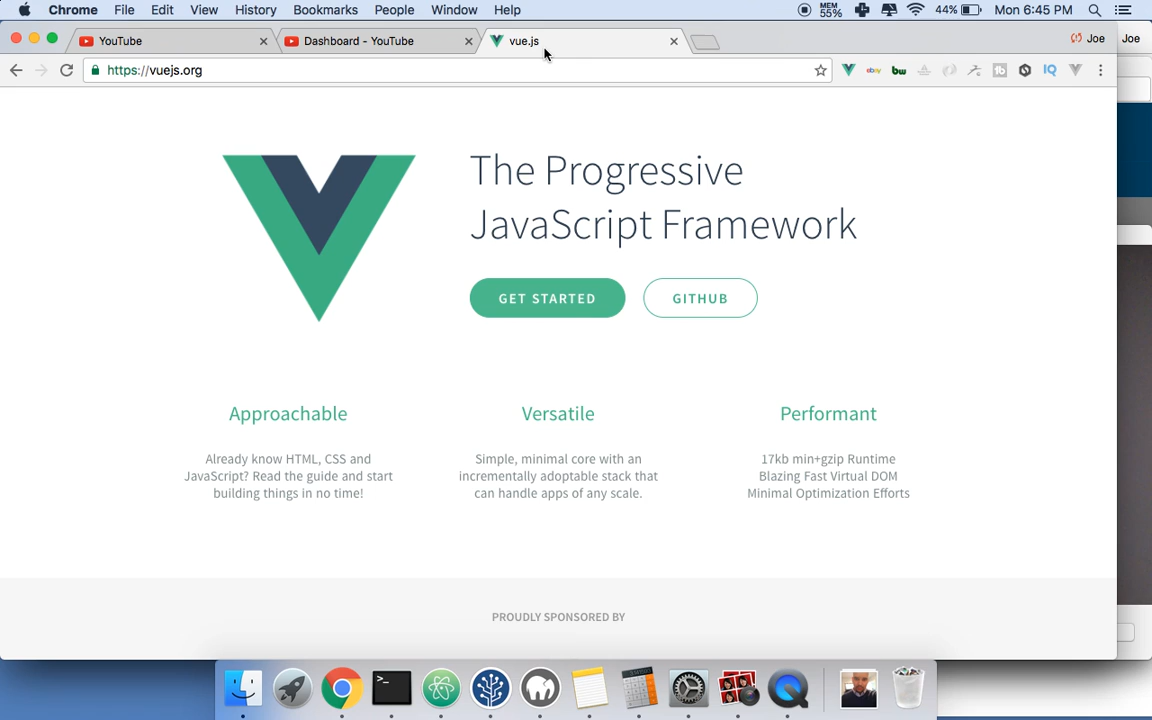 Chrome File Edit View History Bookmarks People Window Help MEM 55% 44% Mon 6:45 PM
YouTube Dashboard - YouTube vue.js Joe Joe
https://vuejs.org ebay bw fb IQ
The Progressive
JavaScript Framework
GET STARTED GITHUB
Approachable Versatile Performant
Already know HTML, CSS and Simple, minimal core with an 17kb min+gzip Runtime
JavaScript? Read the guide and start incrementally adoptable stack that Blazing Fast Virtual DOM
building things in no time! can handle apps of any scale. Minimal Optimization Efforts
PROUDLY SPONSORED BY